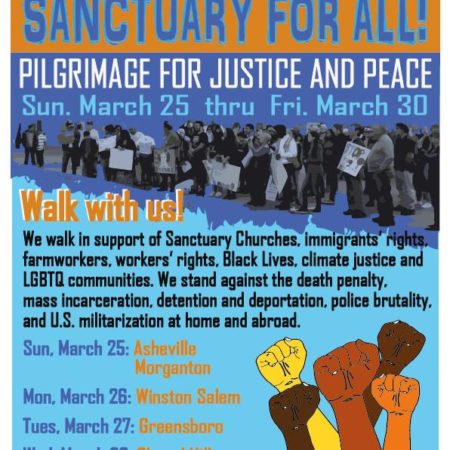 SANCTUARY FOR ALL!
PILGRIMAGE FOR JUSTICE AND PEACE
Sun. March 25 thru Fri. March 30
Walk with us!
We walk in support of Sanctuary Churches, immigrants' rights,
farmworkers, workers' rights, Black Lives, climate justice and
LGBTQ communities. We stand against the death penalty,
mass incarceration, detention and deportation, police brutality,
and U.S. militarization at home and abroad.
Sun, March 25: Asheville
Morganton
Mon, March 26: Winston Salem
Tues, March 27: Greensboro